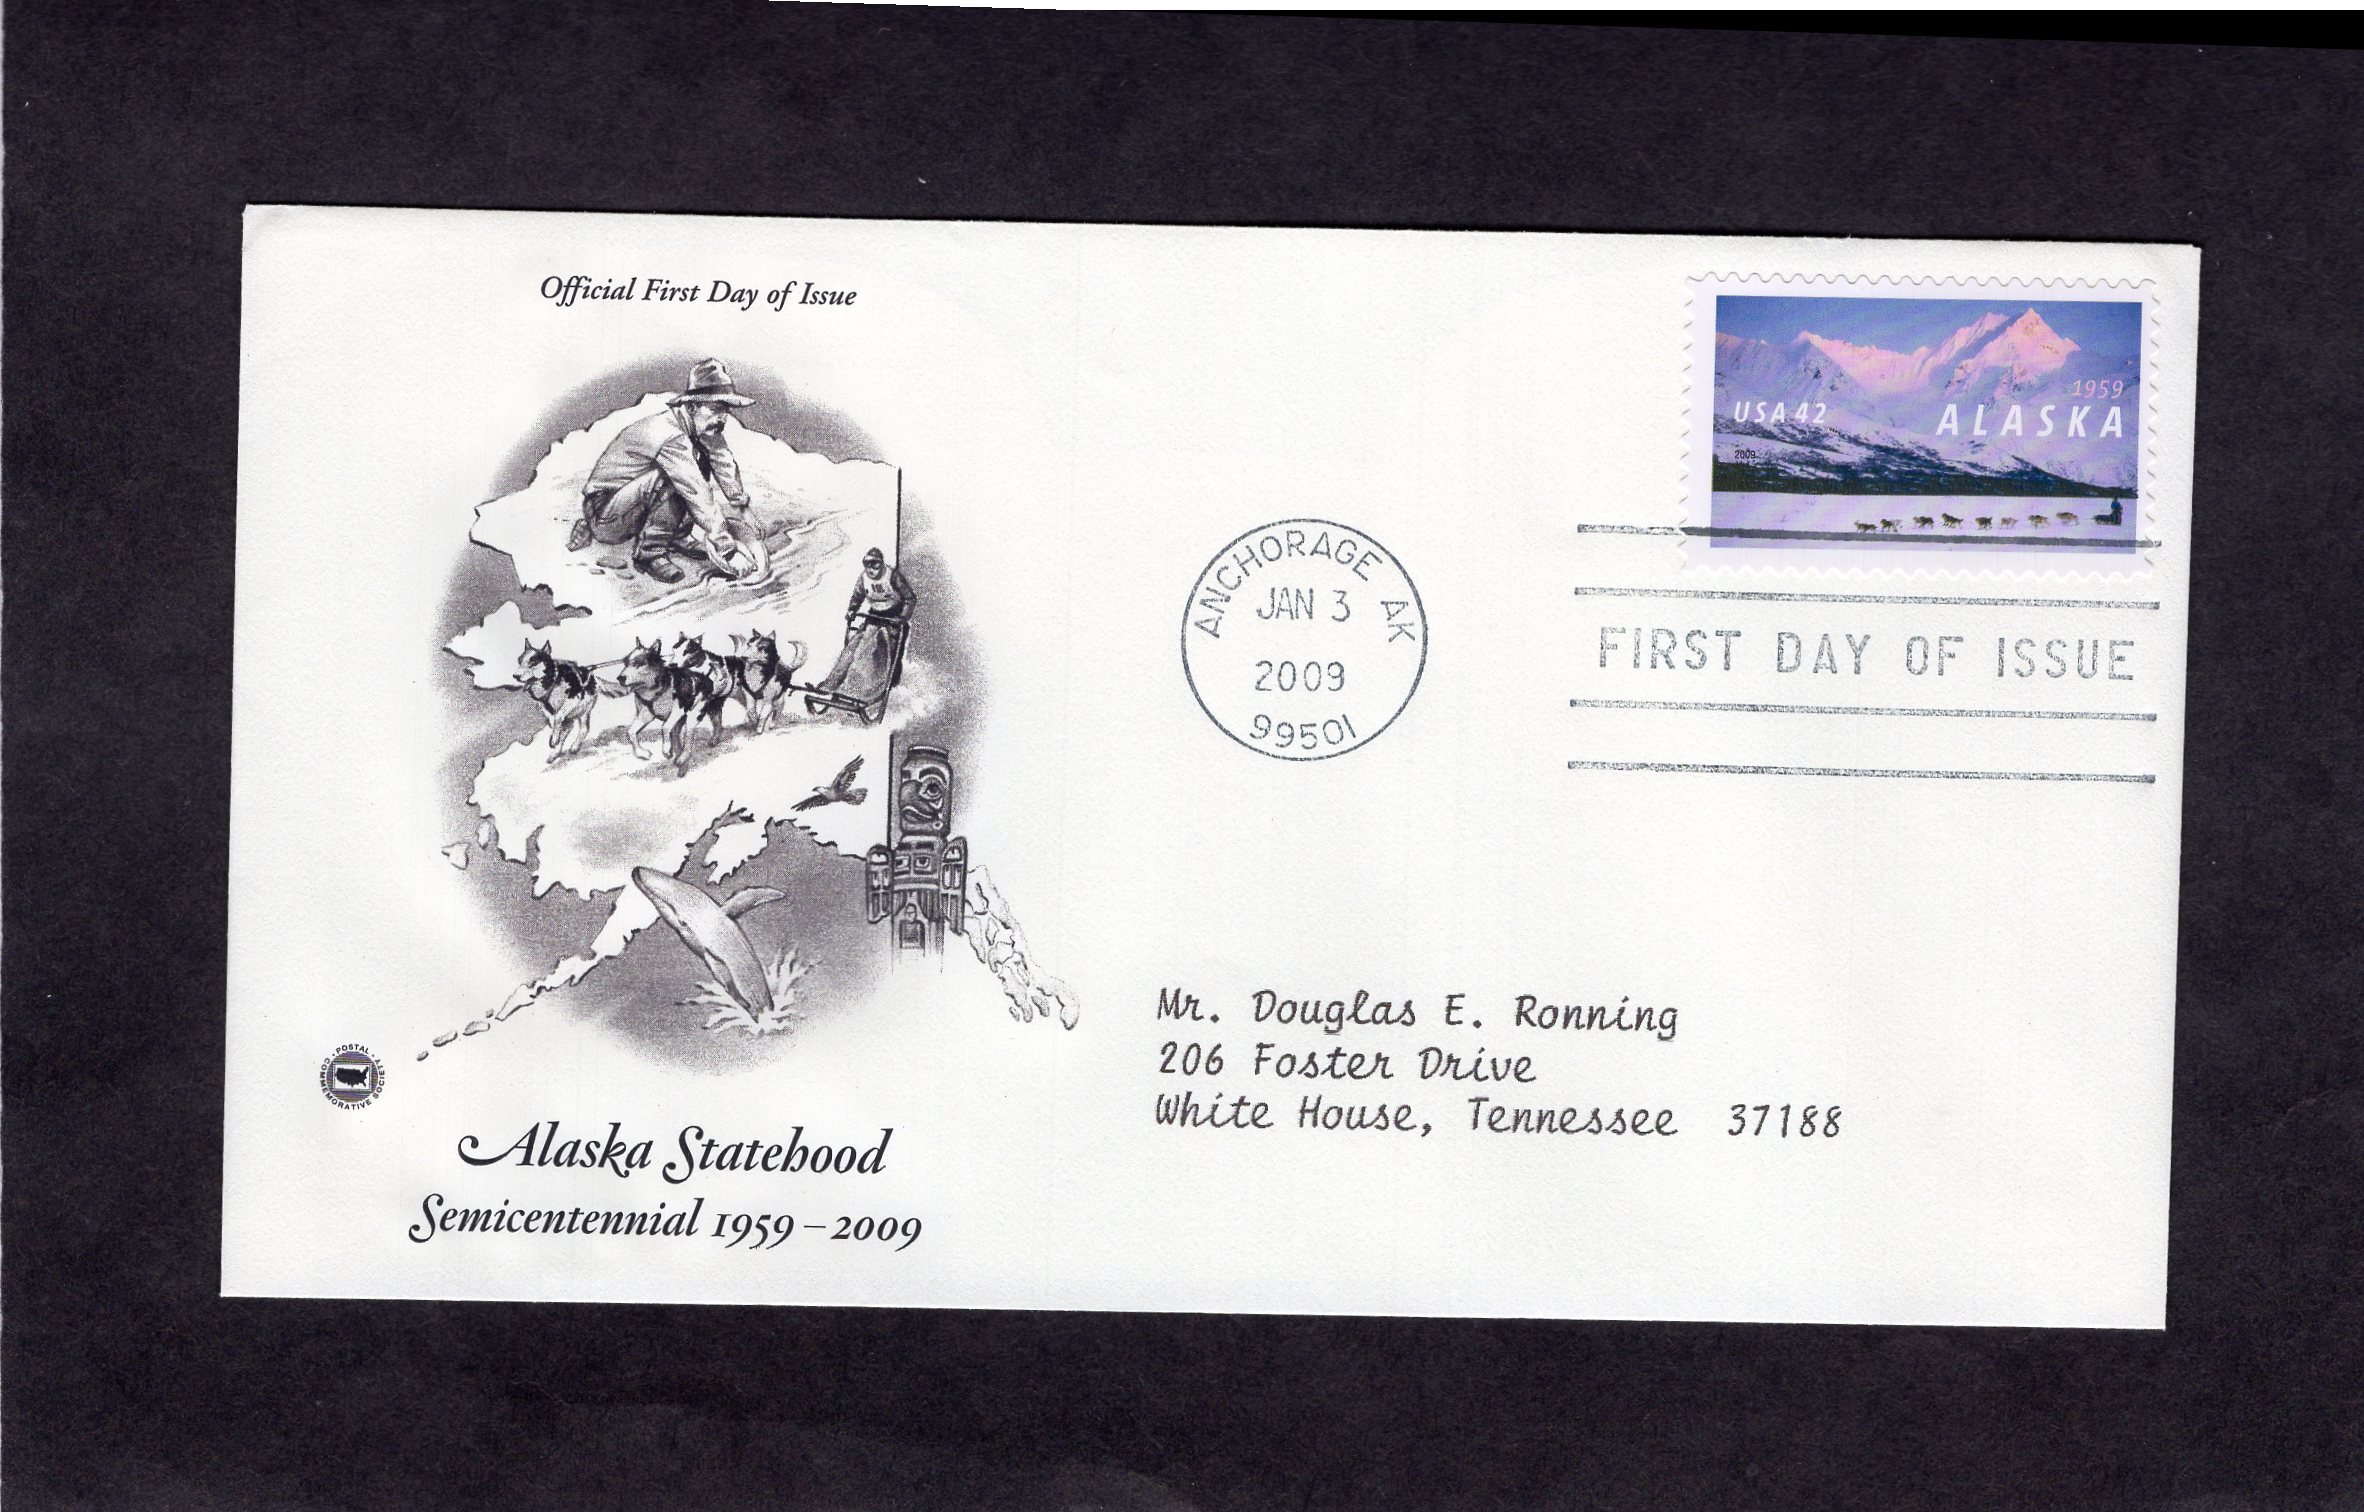 Official First Day of Issue
1959
USA 42
ALASKA
2009
ANCHORAGE AK
JAN 3
2009
99501
FIRST DAY OF ISSUE
Mr. Douglas E. Ronning
206 Foster Drive
White House, Tennessee 37188
· POSTAL ·
COMMEMORATIVE SOCIETY
Alaska Statehood
Semicentennial 1959–2009